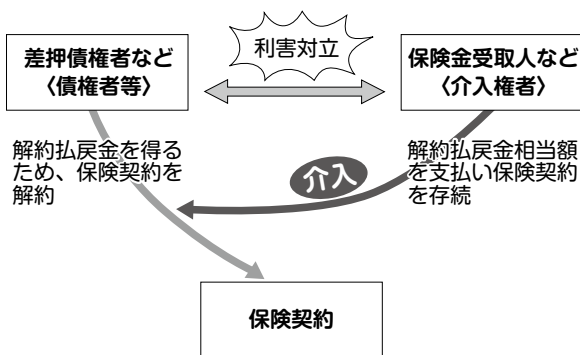 差押債権者など
〈債権者等〉
利害対立
保険金受取人など
〈介入権者〉
解約払戻金を得る
ため、保険契約を
解約
介入
解約払戻金相当額
を支払い保険契約
を存続
保険契約